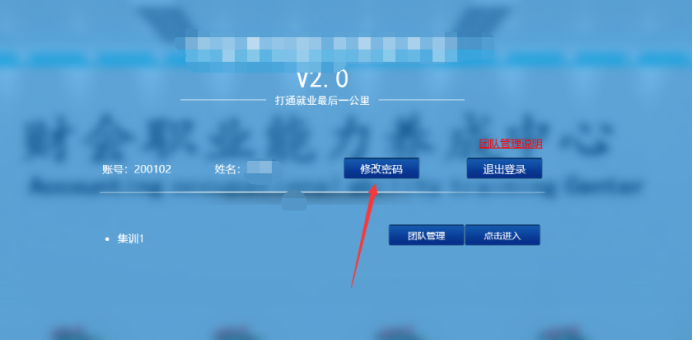 V2.0
打通就业最后一公里
财会职业能力养成中心
团队管理说明
账号：200102
姓名：
修改密码
退出登录
Accounting
Center
集训1
团队管理
点击进入